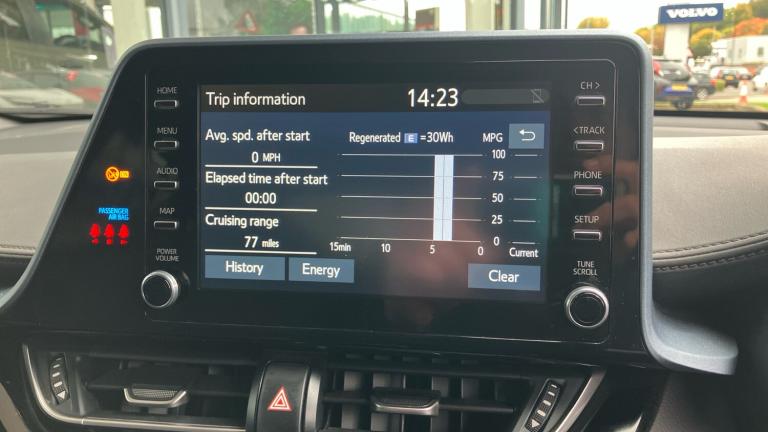 VOLVO
HOME
MENU
AUDIO
MAP
POWER
VOLUME
PASSENGER
AIR BAG
ON
Trip information
14:23
Avg. spd. after start
0 MPH
Elapsed time after start
00:00
Cruising range
77 miles
Regenerated E =30Wh
MPG
100
75
50
25
0
15min 10 5 0 Current
History
Energy
Clear
CH >
< TRACK
PHONE
SETUP
TUNE
SCROLL